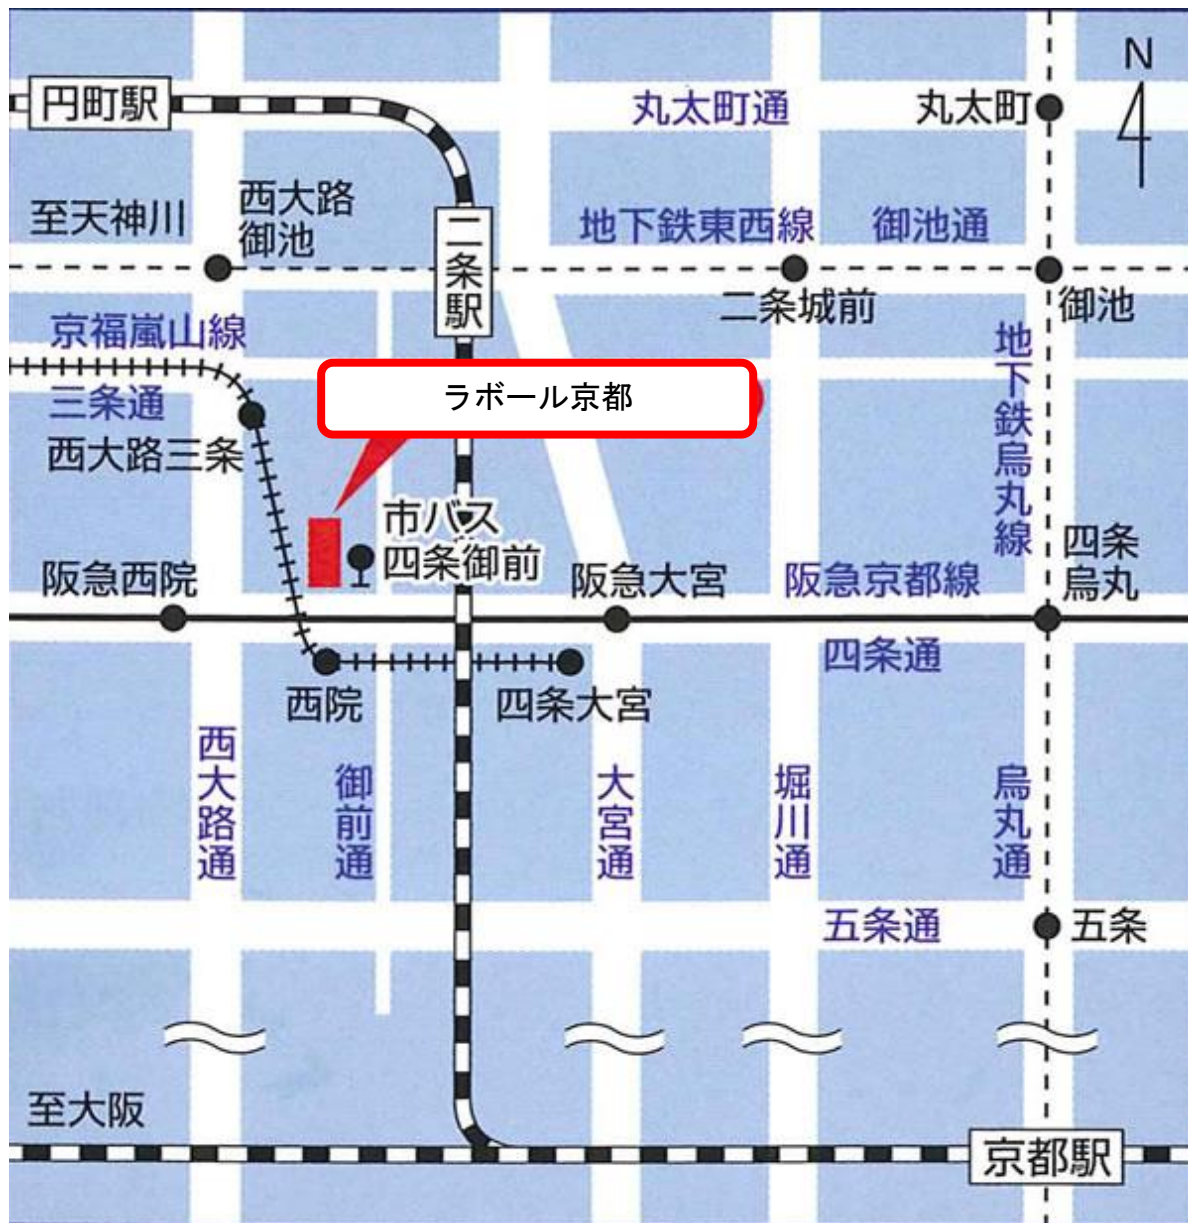 N
円町駅
丸太町通
丸太町
至天神川
西大路
御池
二条駅
地下鉄東西線
御池通
二条城前
御池
京福嵐山線
三条通
西大路三条
ラボール京都
地下鉄烏丸線
市バス
四条御前
阪急西院
阪急大宮
阪急京都線
四条
烏丸
四条通
西院
四条大宮
西大路通
御前通
大宮通
堀川通
烏丸通
五条通
五条
至大阪
京都駅